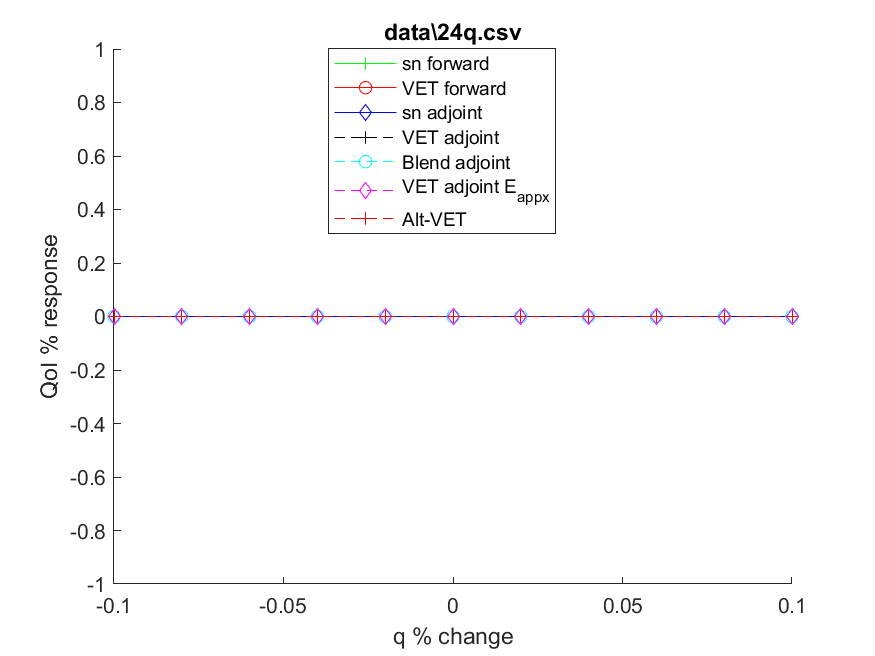 data\24q.csv
sn forward
VET forward
sn adjoint
VET adjoint
Blend adjoint
VET adjoint E_appx
Alt-VET
1
0.8
0.6
0.4
0.2
0
-0.2
-0.4
-0.6
-0.8
-1
QoI % response
-0.1 -0.05 0 0.05 0.1
q % change